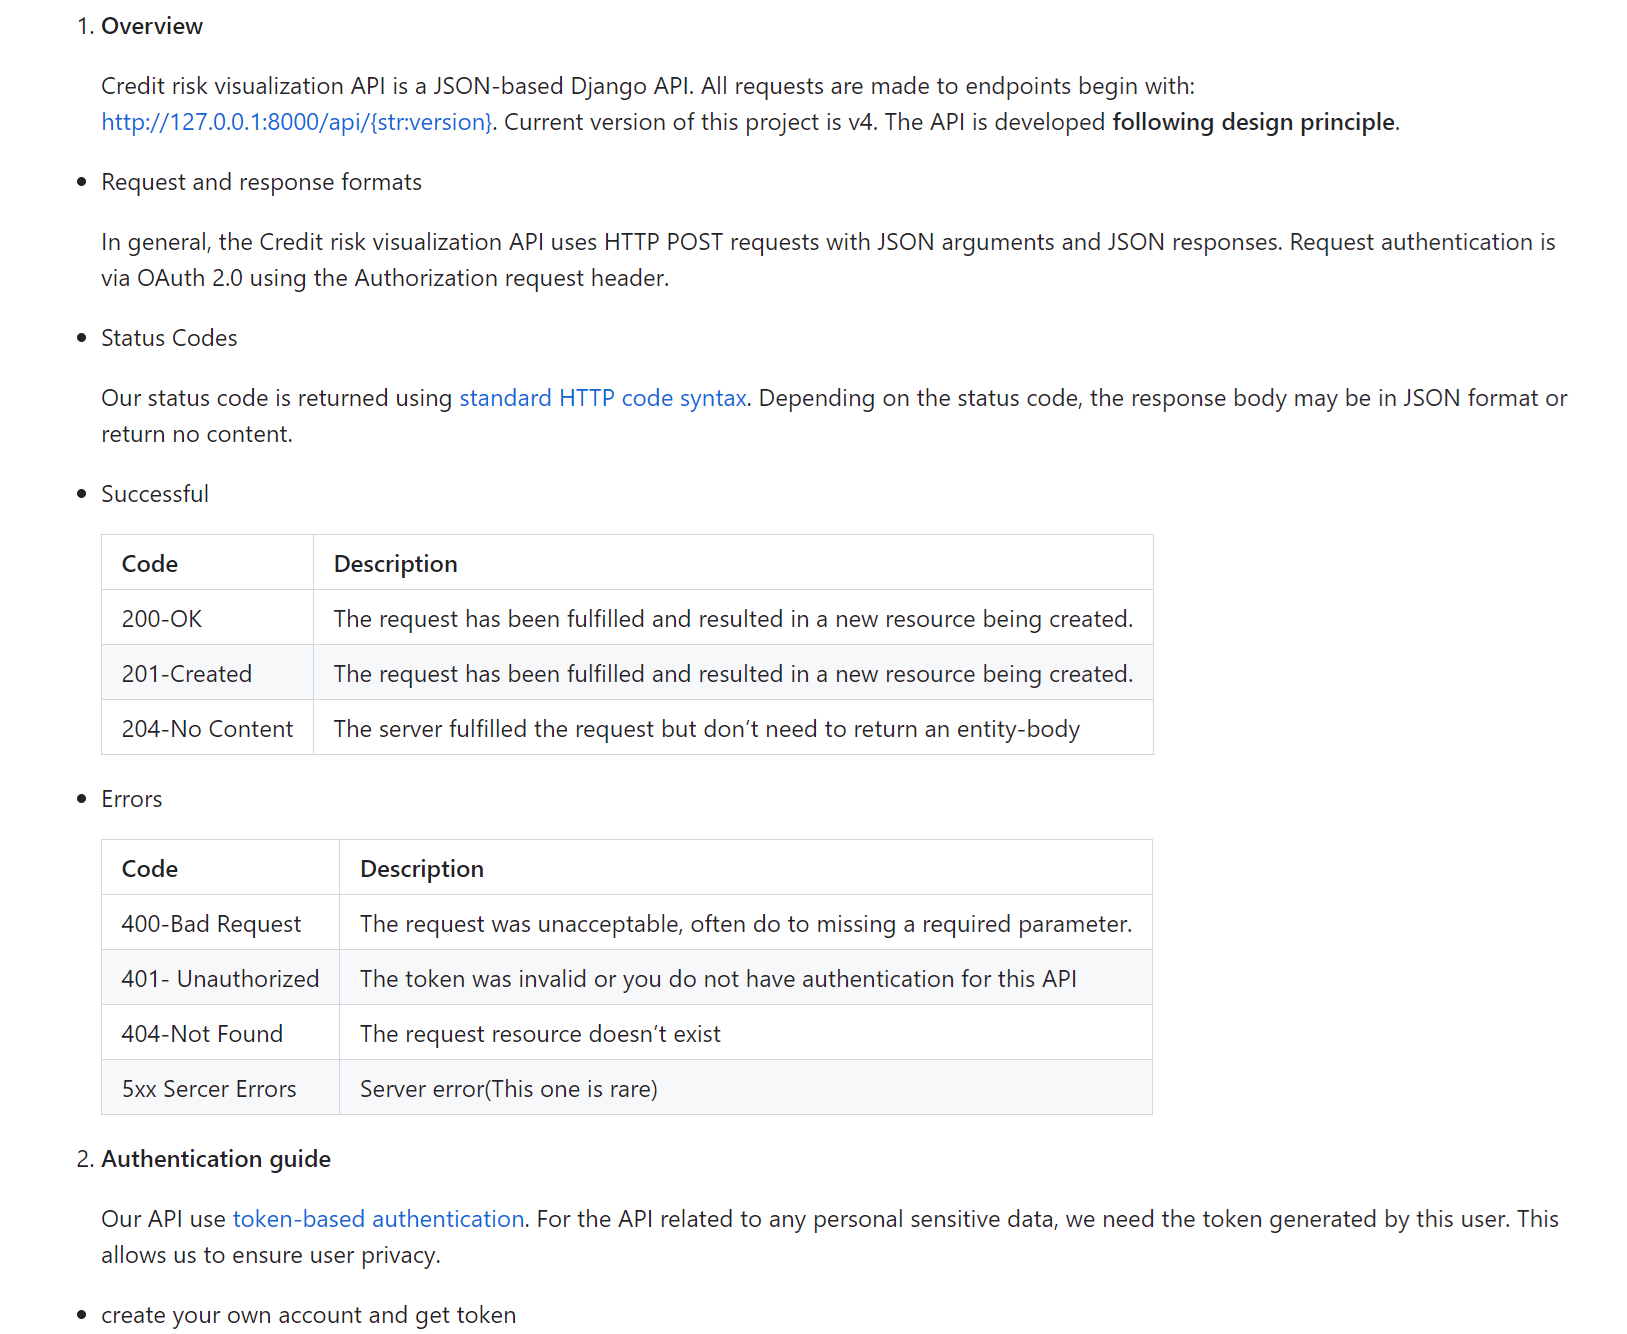 1. Overview
Credit risk visualization API is a JSON-based Django API. All requests are made to endpoints begin with:
http://127.0.0.1:8000/api/{str:version}. Current version of this project is v4. The API is developed following design principle.
Request and response formats
In general, the Credit risk visualization API uses HTTP POST requests with JSON arguments and JSON responses. Request authentication is
via OAuth 2.0 using the Authorization request header.
Status Codes
Our status code is returned using standard HTTP code syntax. Depending on the status code, the response body may be in JSON format or
return no content.
Successful
Code Description
200-OK The request has been fulfilled and resulted in a new resource being created.
201-Created The request has been fulfilled and resulted in a new resource being created.
204-No Content The server fulfilled the request but don’t need to return an entity-body
Errors
Code Description
400-Bad Request The request was unacceptable, often do to missing a required parameter.
401- Unauthorized The token was invalid or you do not have authentication for this API
404-Not Found The request resource doesn’t exist
5xx Sercer Errors Server error(This one is rare)
2. Authentication guide
Our API use token-based authentication. For the API related to any personal sensitive data, we need the token generated by this user. This
allows us to ensure user privacy.
create your own account and get token